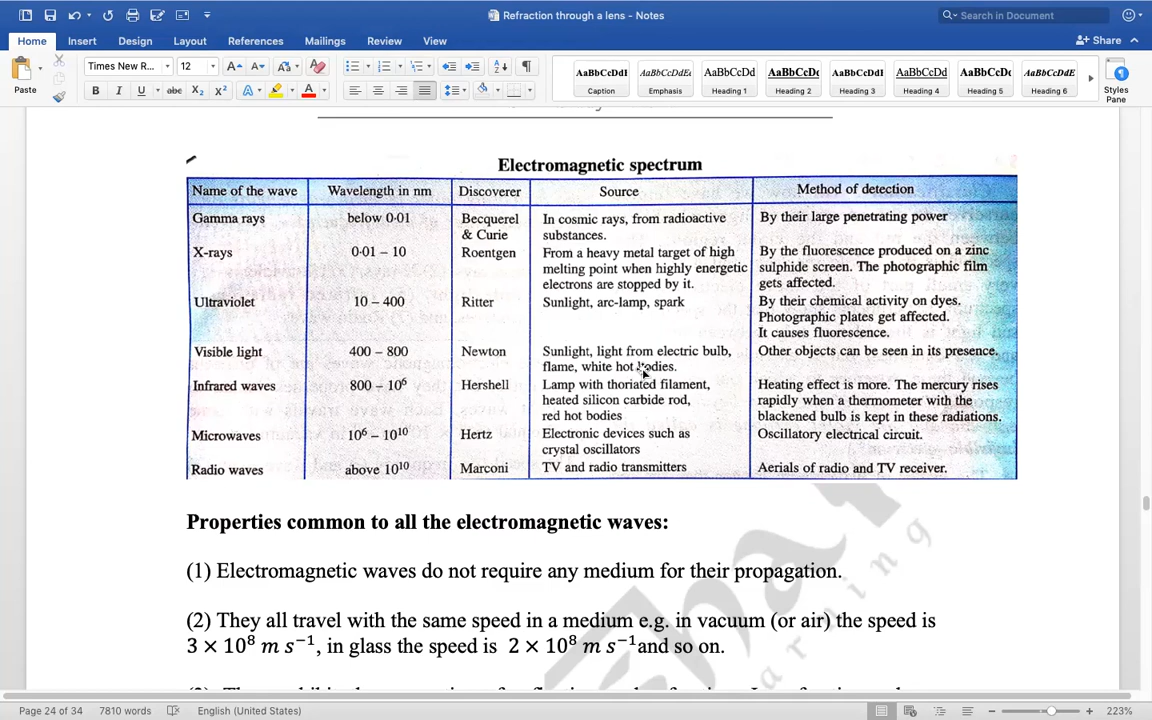 Refraction through a lens - Notes
Search in Document
Home Insert Design Layout References Mailings Review View
Share
Paste
Times New R... 12
AaBbCcDdI AaBbCcDdEe AaBbCcDd AaBbCcDc AaBbCcDdI AaBbCcDd AaBbCcDd AaBbCcDdE
Caption Emphasis Heading 1 Heading 2 Heading 3 Heading 4 Heading 5 Heading 6
Styles
Pane
Electromagnetic spectrum
Name of the wave Wavelength in nm Discoverer Source Method of detection
Gamma rays below 0·01 Becquerel In cosmic rays, from radioactive By their large penetrating power
& Curie substances.
X-rays 0·01 – 10 Roentgen From a heavy metal target of high By the fluorescence produced on a zinc
melting point when highly energetic sulphide screen. The photographic film
electrons are stopped by it. gets affected.
Ultraviolet 10 – 400 Ritter Sunlight, arc-lamp, spark By their chemical activity on dyes.
Photographic plates get affected.
It causes fluorescence.
Visible light 400 – 800 Newton Sunlight, light from electric bulb, Other objects can be seen in its presence.
flame, white hot bodies.
Infrared waves 800 – 10⁶ Hershell Lamp with thoriated filament, Heating effect is more. The mercury rises
heated silicon carbide rod, rapidly when a thermometer with the
red hot bodies blackened bulb is kept in these radiations.
Microwaves 10⁶ – 10¹⁰ Hertz Electronic devices such as Oscillatory electrical circuit.
crystal oscillators
Radio waves above 10¹⁰ Marconi TV and radio transmitters Aerials of radio and TV receiver.
Properties common to all the electromagnetic waves:
(1) Electromagnetic waves do not require any medium for their propagation.
(2) They all travel with the same speed in a medium e.g. in vacuum (or air) the speed is
3 × 10⁸ m s⁻¹, in glass the speed is 2 × 10⁸ m s⁻¹and so on.
Page 24 of 34 7810 words English (United States) 223%